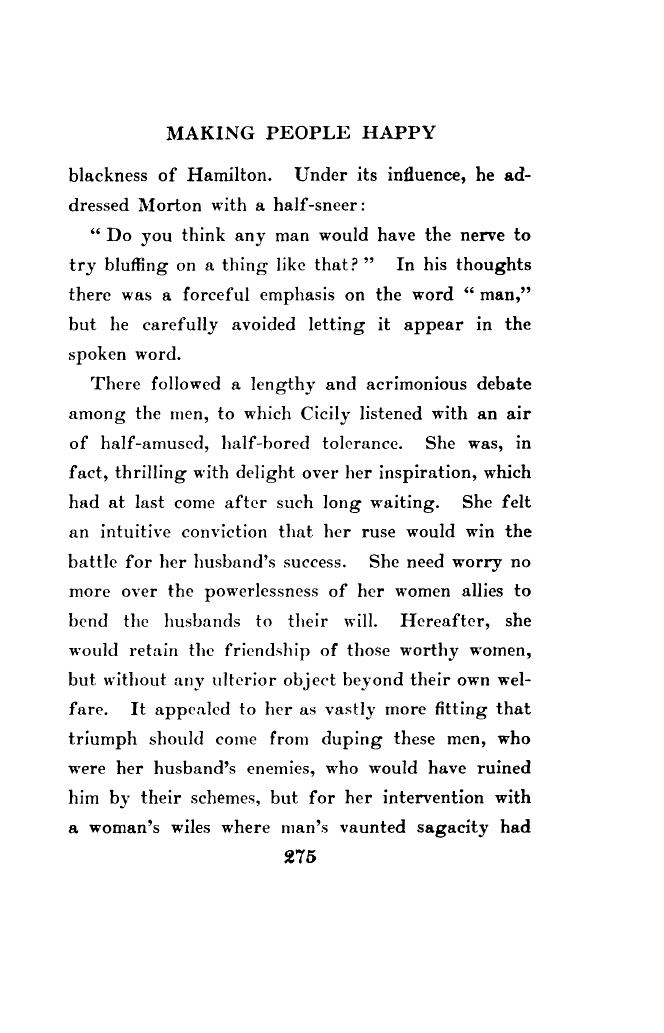 MAKING PEOPLE HAPPY
blackness of Hamilton. Under its influence, he ad-
dressed Morton with a half-sneer:
“ Do you think any man would have the nerve to
try bluffing on a thing like that? ” In his thoughts
there was a forceful emphasis on the word “ man,”
but he carefully avoided letting it appear in the
spoken word.
There followed a lengthy and acrimonious debate
among the men, to which Cicily listened with an air
of half-amused, half-bored tolerance. She was, in
fact, thrilling with delight over her inspiration, which
had at last come after such long waiting. She felt
an intuitive conviction that her ruse would win the
battle for her husband’s success. She need worry no
more over the powerlessness of her women allies to
bend the husbands to their will. Hereafter, she
would retain the friendship of those worthy women,
but without any ulterior object beyond their own wel-
fare. It appealed to her as vastly more fitting that
triumph should come from duping these men, who
were her husband’s enemies, who would have ruined
him by their schemes, but for her intervention with
a woman’s wiles where man’s vaunted sagacity had
275